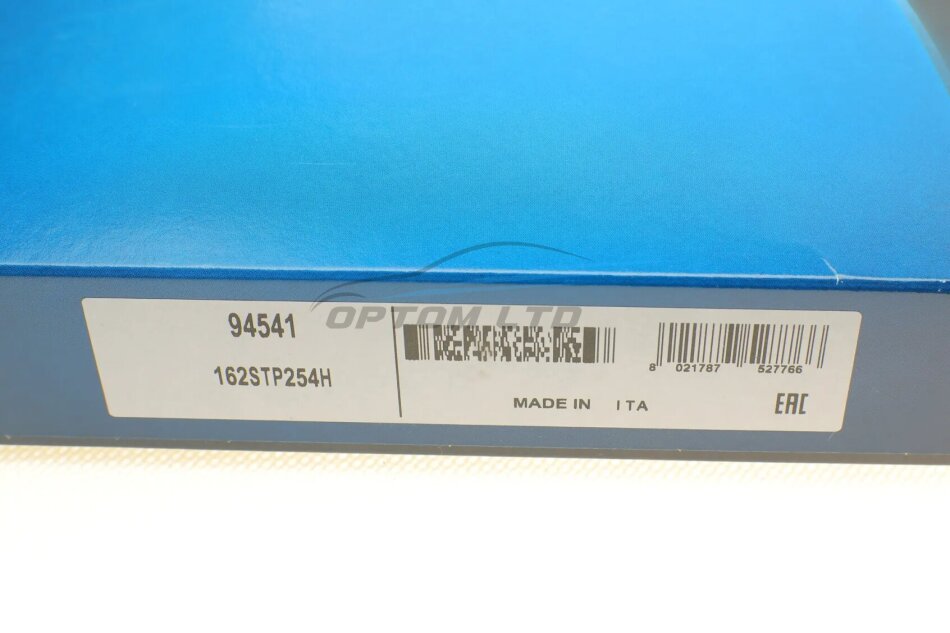 OPTOM LTD
94541
162STP254H
8 021787 527766
MADE IN ITA
EAC